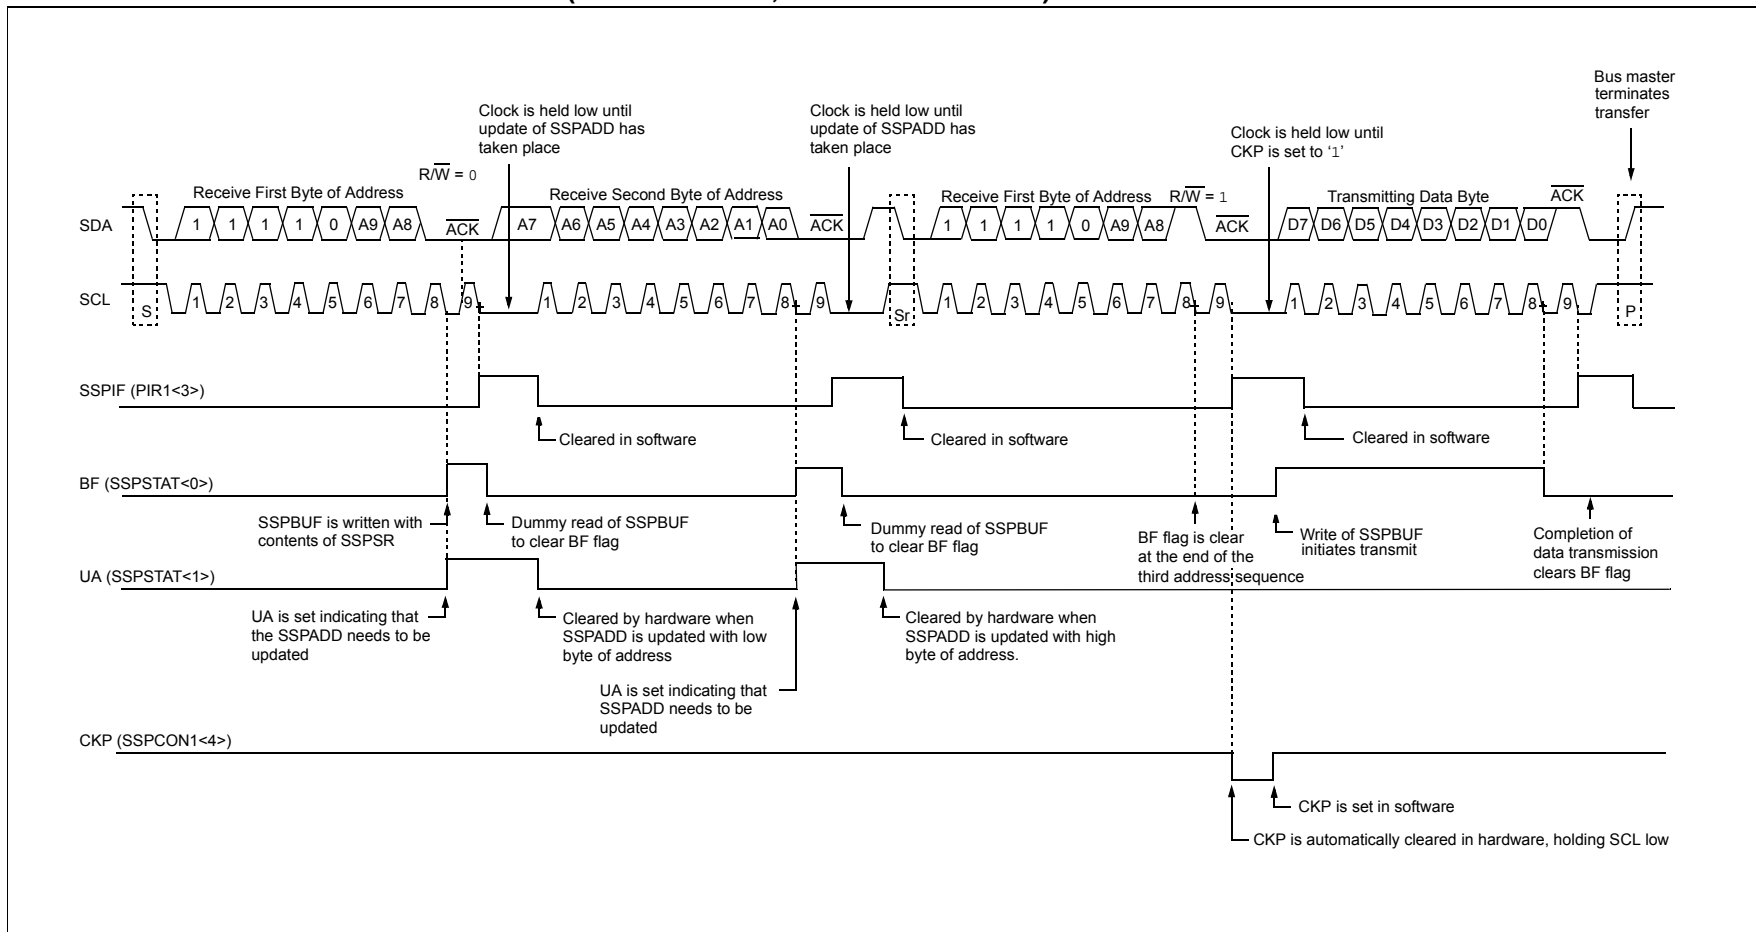 Bus master
terminates
transfer
Clock is held low until
update of SSPADD has
taken place
Clock is held low until
update of SSPADD has
taken place
Clock is held low until
CKP is set to ‘1’
R/W = 0
Receive First Byte of Address
Receive Second Byte of Address
Receive First Byte of Address
R/W = 1
Transmitting Data Byte
ACK
SDA
1 1 1 1 0 A9 A8 ACK A7 A6 A5 A4 A3 A2 A1 A0 ACK 1 1 1 1 0 A9 A8 ACK D7 D6 D5 D4 D3 D2 D1 D0
SCL
S 1 2 3 4 5 6 7 8 9 1 2 3 4 5 6 7 8 9 Sr 1 2 3 4 5 6 7 8 9 1 2 3 4 5 6 7 8 9 P
SSPIF (PIR1<3>)
Cleared in software
Cleared in software
Cleared in software
BF (SSPSTAT<0>)
SSPBUF is written with
contents of SSPSR
Dummy read of SSPBUF
to clear BF flag
Dummy read of SSPBUF
to clear BF flag
BF flag is clear
at the end of the
third address sequence
Write of SSPBUF
initiates transmit
Completion of
data transmission
clears BF flag
UA (SSPSTAT<1>)
UA is set indicating that
the SSPADD needs to be
updated
Cleared by hardware when
SSPADD is updated with low
byte of address
UA is set indicating that
SSPADD needs to be
updated
Cleared by hardware when
SSPADD is updated with high
byte of address.
CKP (SSPCON1<4>)
CKP is set in software
CKP is automatically cleared in hardware, holding SCL low